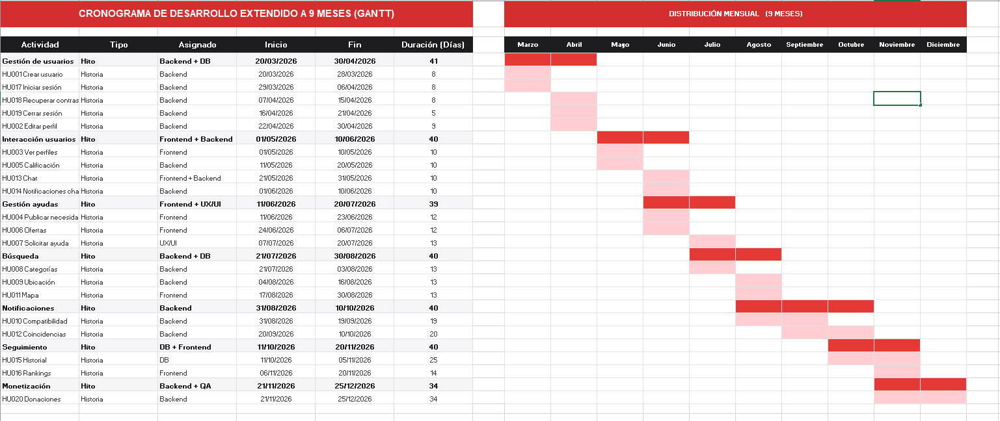 CRONOGRAMA DE DESARROLLO EXTENDIDO A 9 MESES (GANTT) DISTRIBUCIÓN MENSUAL (9 MESES)
Actividad Tipo Asignado Inicio Fin Duración (Días) Marzo Abril Mayo Junio Julio Agosto Septiembre Octubre Noviembre Diciembre
Gestión de usuarios Hito Backend + DB 20/03/2026 30/04/2026 41
HU001 Crear usuario Historia Backend 20/03/2026 28/03/2026 8
HU017 Iniciar sesión Historia Backend 29/03/2026 06/04/2026 8
HU018 Recuperar contras Historia Backend 07/04/2026 15/04/2026 8
HU019 Cerrar sesión Historia Backend 16/04/2026 21/04/2026 5
HU002 Editar perfil Historia Backend 22/04/2026 30/04/2026 9
Interacción usuarios Hito Frontend + Backend 01/05/2026 10/06/2026 40
HU003 Ver perfiles Historia Frontend 01/05/2026 10/05/2026 10
HU005 Calificación Historia Backend 11/05/2026 20/05/2026 10
HU013 Chat Historia Frontend + Backend 21/05/2026 31/05/2026 10
HU014 Notificaciones cha Historia Backend 01/06/2026 10/06/2026 10
Gestión ayudas Hito Frontend + UX/UI 11/06/2026 20/07/2026 39
HU004 Publicar necesida Historia Frontend 11/06/2026 23/06/2026 12
HU006 Ofertas Historia Frontend 24/06/2026 06/07/2026 12
HU007 Solicitar ayuda Historia UX/UI 07/07/2026 20/07/2026 13
Búsqueda Hito Backend + DB 21/07/2026 30/08/2026 40
HU008 Categorías Historia Backend 21/07/2026 03/08/2026 13
HU009 Ubicación Historia Backend 04/08/2026 16/08/2026 13
HU011 Mapa Historia Frontend 17/08/2026 30/08/2026 13
Notificaciones Hito Backend 31/08/2026 10/10/2026 40
HU010 Compatibilidad Historia Backend 31/08/2026 19/09/2026 19
HU012 Coincidencias Historia Backend 20/09/2026 10/10/2026 20
Seguimiento Hito DB + Frontend 11/10/2026 20/11/2026 40
HU015 Historial Historia DB 11/10/2026 05/11/2026 25
HU016 Rankings Historia Frontend 06/11/2026 20/11/2026 14
Monetización Hito Backend + QA 21/11/2026 25/12/2026 34
HU020 Donaciones Historia Backend 21/11/2026 25/12/2026 34